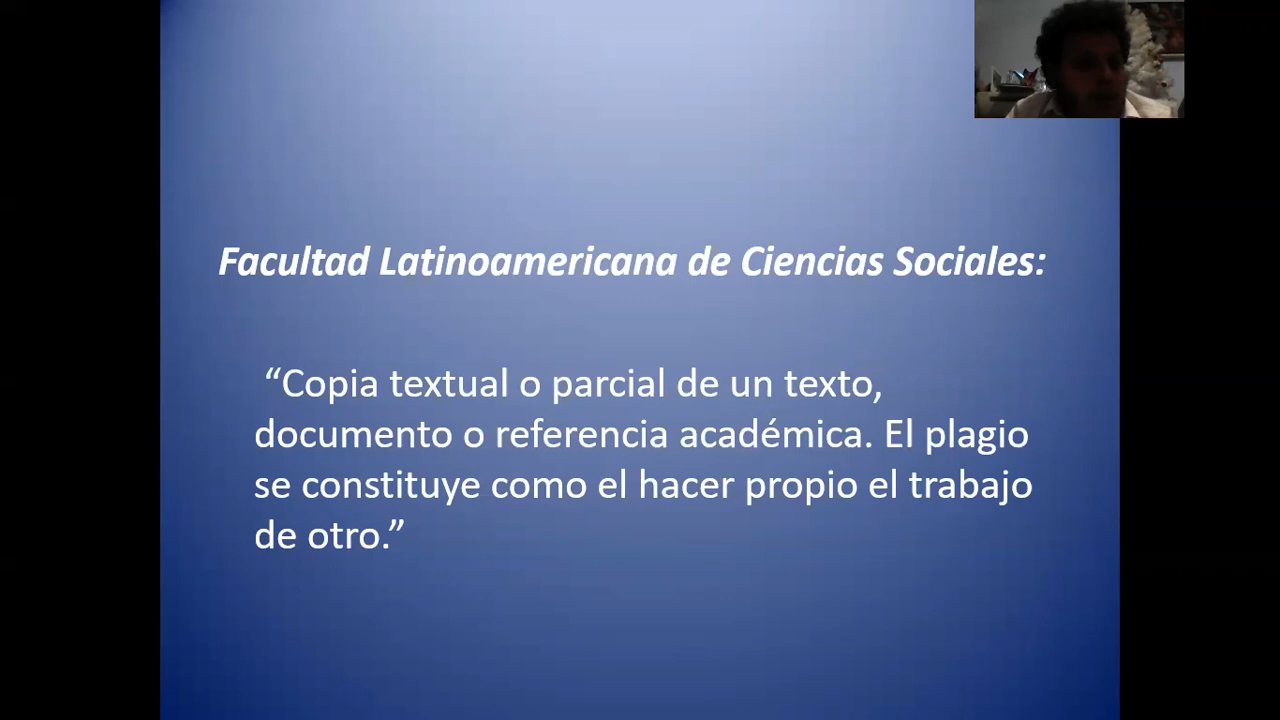 Facultad Latinoamericana de Ciencias Sociales:
“Copia textual o parcial de un texto,
documento o referencia académica. El plagio
se constituye como el hacer propio el trabajo
de otro.”